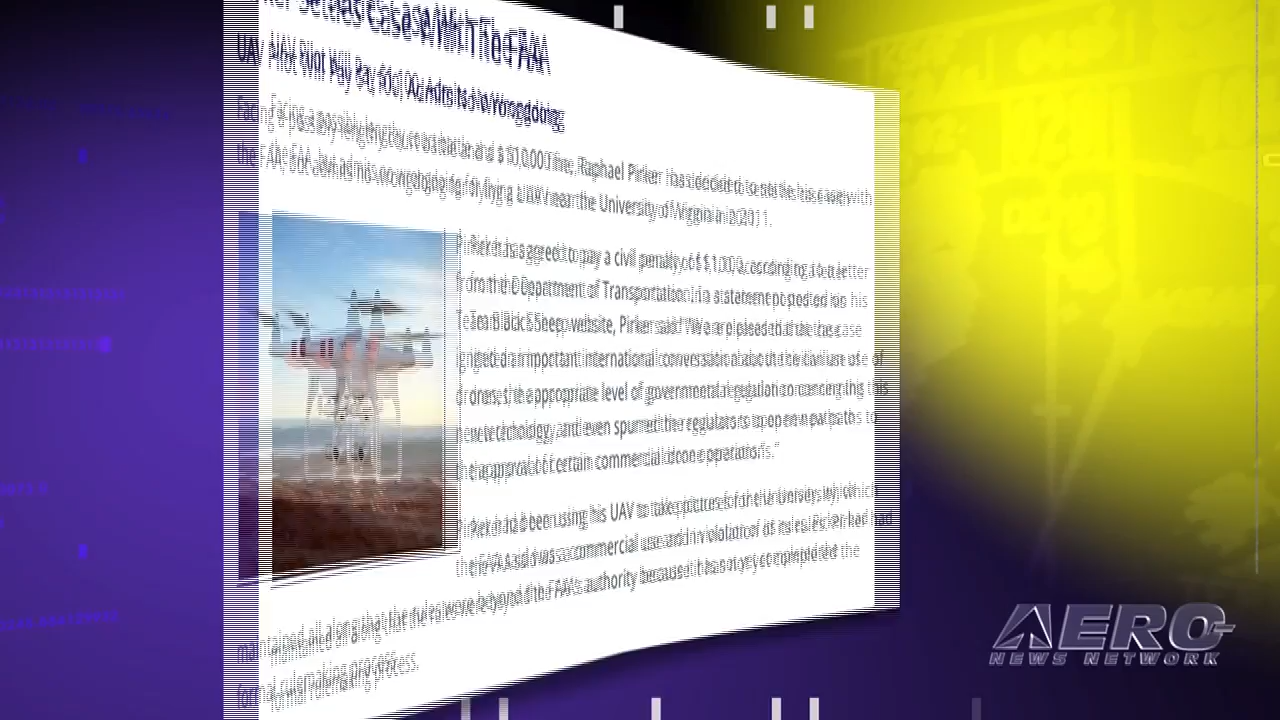 Settles Case With The FAA
UAV Pilot Will Pay, Admits No Wrongdoing
Facing a possibly lengthy court battle and a $10,000 fine, Raphael Pirker has decided to settle his case with
the FAA, but admits no wrongdoing for flying a UAV near the University of Virginia in 2011.
Pirker has agreed to pay a civil penalty of $1,100, according to a letter
from the Department of Transportation. In a statement posted on his
Team Black Sheep website, Pirker said "We are pleased that the case
ignited an important international conversation about the civilian use of
drones, the appropriate level of governmental regulation concerning this
new technology, and even spurred the regulators to open new paths to
the approval of certain commercial drone operations."
Pirker had been using his UAV to take pictures for the University, which
the FAA said was a commercial use and in violation of its rules. Pirker had
maintained all along that the rules were beyond the FAA's authority because it has not yet completed the
formal rulemaking process.
AERO-
NEWS NETWORK